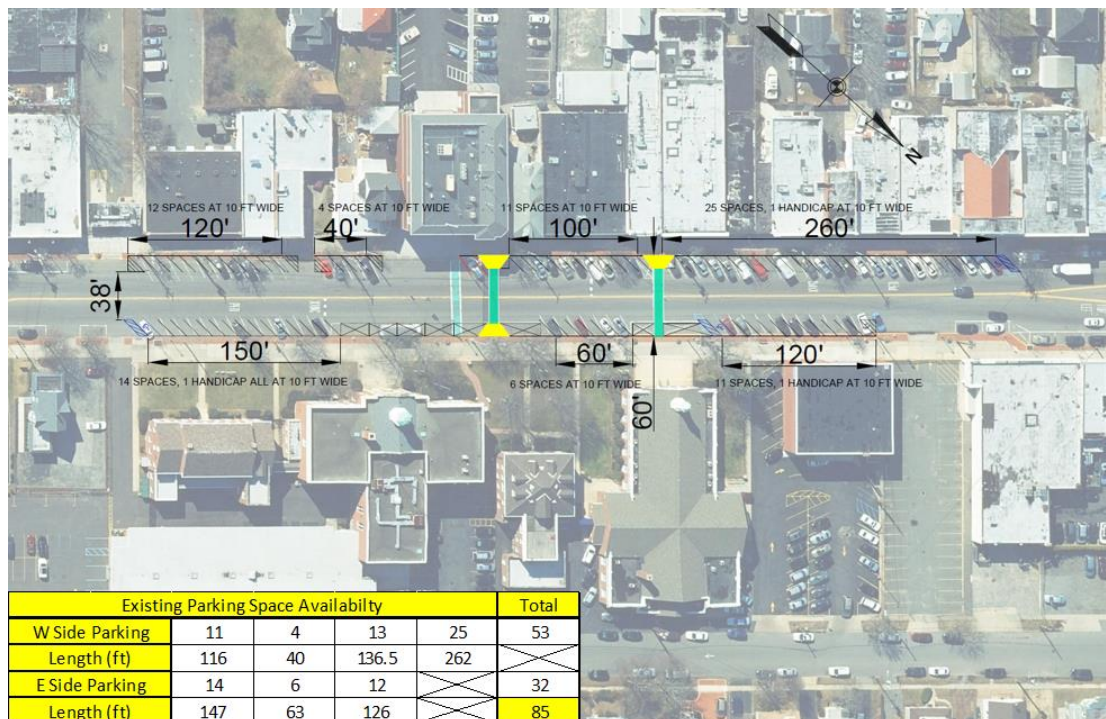 N
12 SPACES AT 10 FT WIDE
4 SPACES AT 10 FT WIDE
11 SPACES AT 10 FT WIDE
25 SPACES, 1 HANDICAP AT 10 FT WIDE
120'
40'
100'
260'
38'
150'
60'
120'
14 SPACES, 1 HANDICAP ALL AT 10 FT WIDE
6 SPACES AT 10 FT WIDE
11 SPACES, 1 HANDICAP AT 10 FT WIDE
60'
Existing Parking Space Availabilty Total
W Side Parking 11 4 13 25 53
Length (ft) 116 40 136.5 262
E Side Parking 14 6 12 32
Length (ft) 147 63 126 85